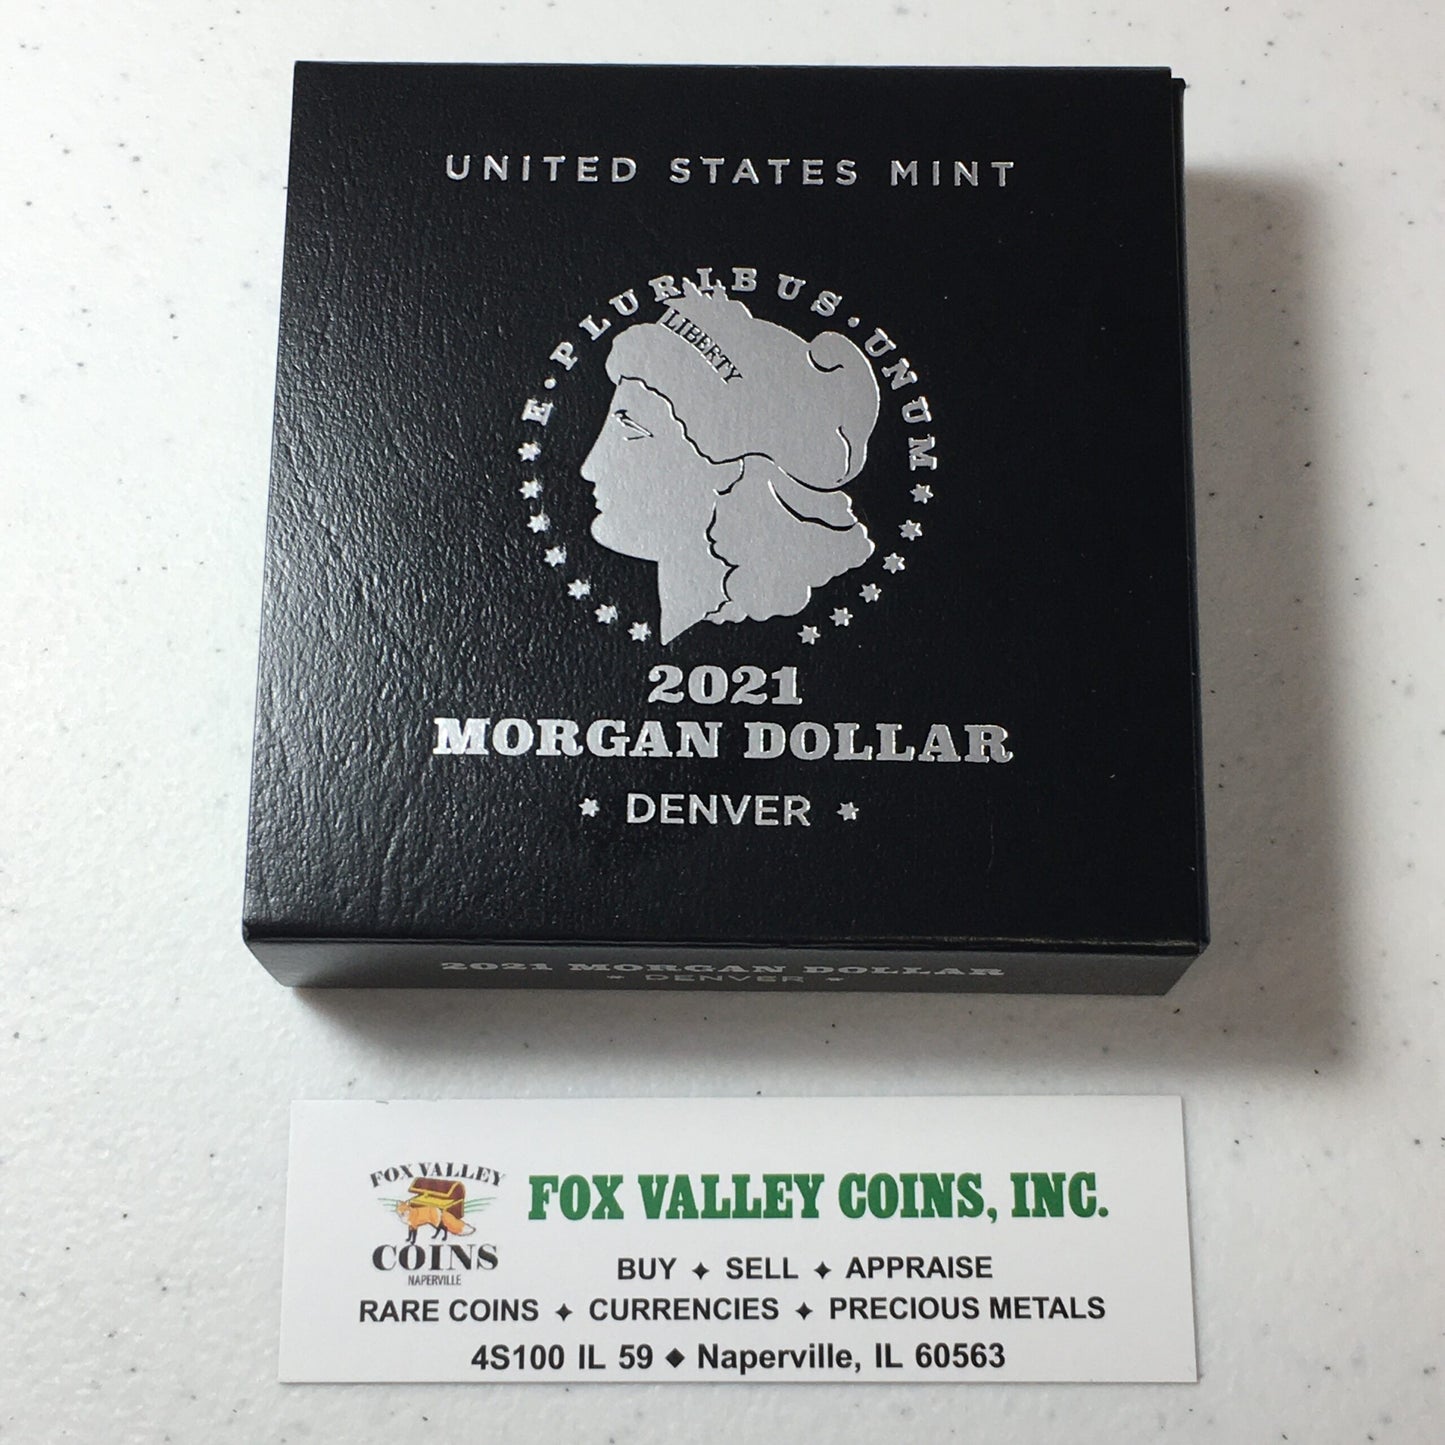 UNITED STATES MINT
E·PLURIBUS·UNUM
LIBERTY
2021
MORGAN DOLLAR
* DENVER *
2021 MORGAN DOLLAR
* DENVER *
FOX VALLEY
COINS
NAPERVILLE
FOX VALLEY COINS, INC.
BUY ✦ SELL ✦ APPRAISE
RARE COINS ✦ CURRENCIES ✦ PRECIOUS METALS
4S100 IL 59 ◆ Naperville, IL 60563